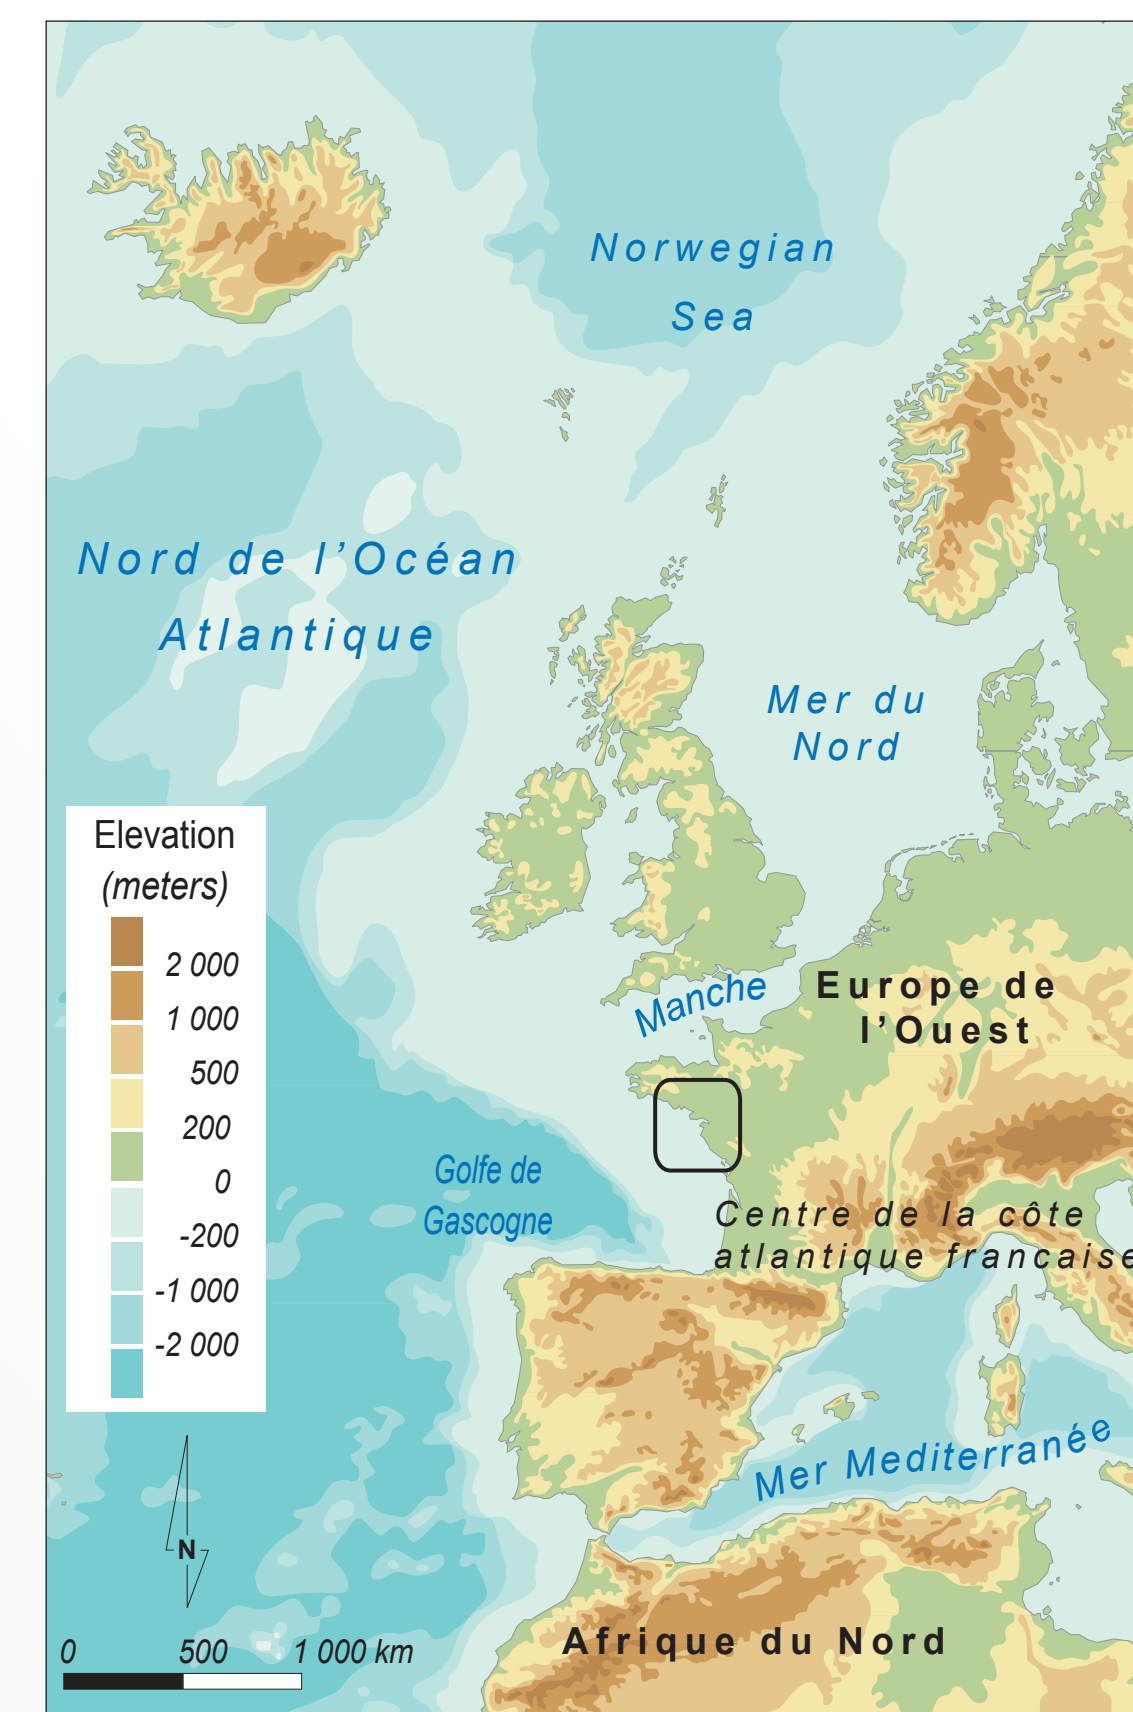 Norwegian
Sea
Nord de l’Océan
Atlantique
Mer du
Nord
Elevation
(meters)
2 000
1 000
500
200
0
-200
-1 000
-2 000
Manche
Europe de
l’Ouest
Golfe de
Gascogne
Centre de la côte
atlantique francaise
Mer Mediterranée
N
0 500 1 000 km
Afrique du Nord